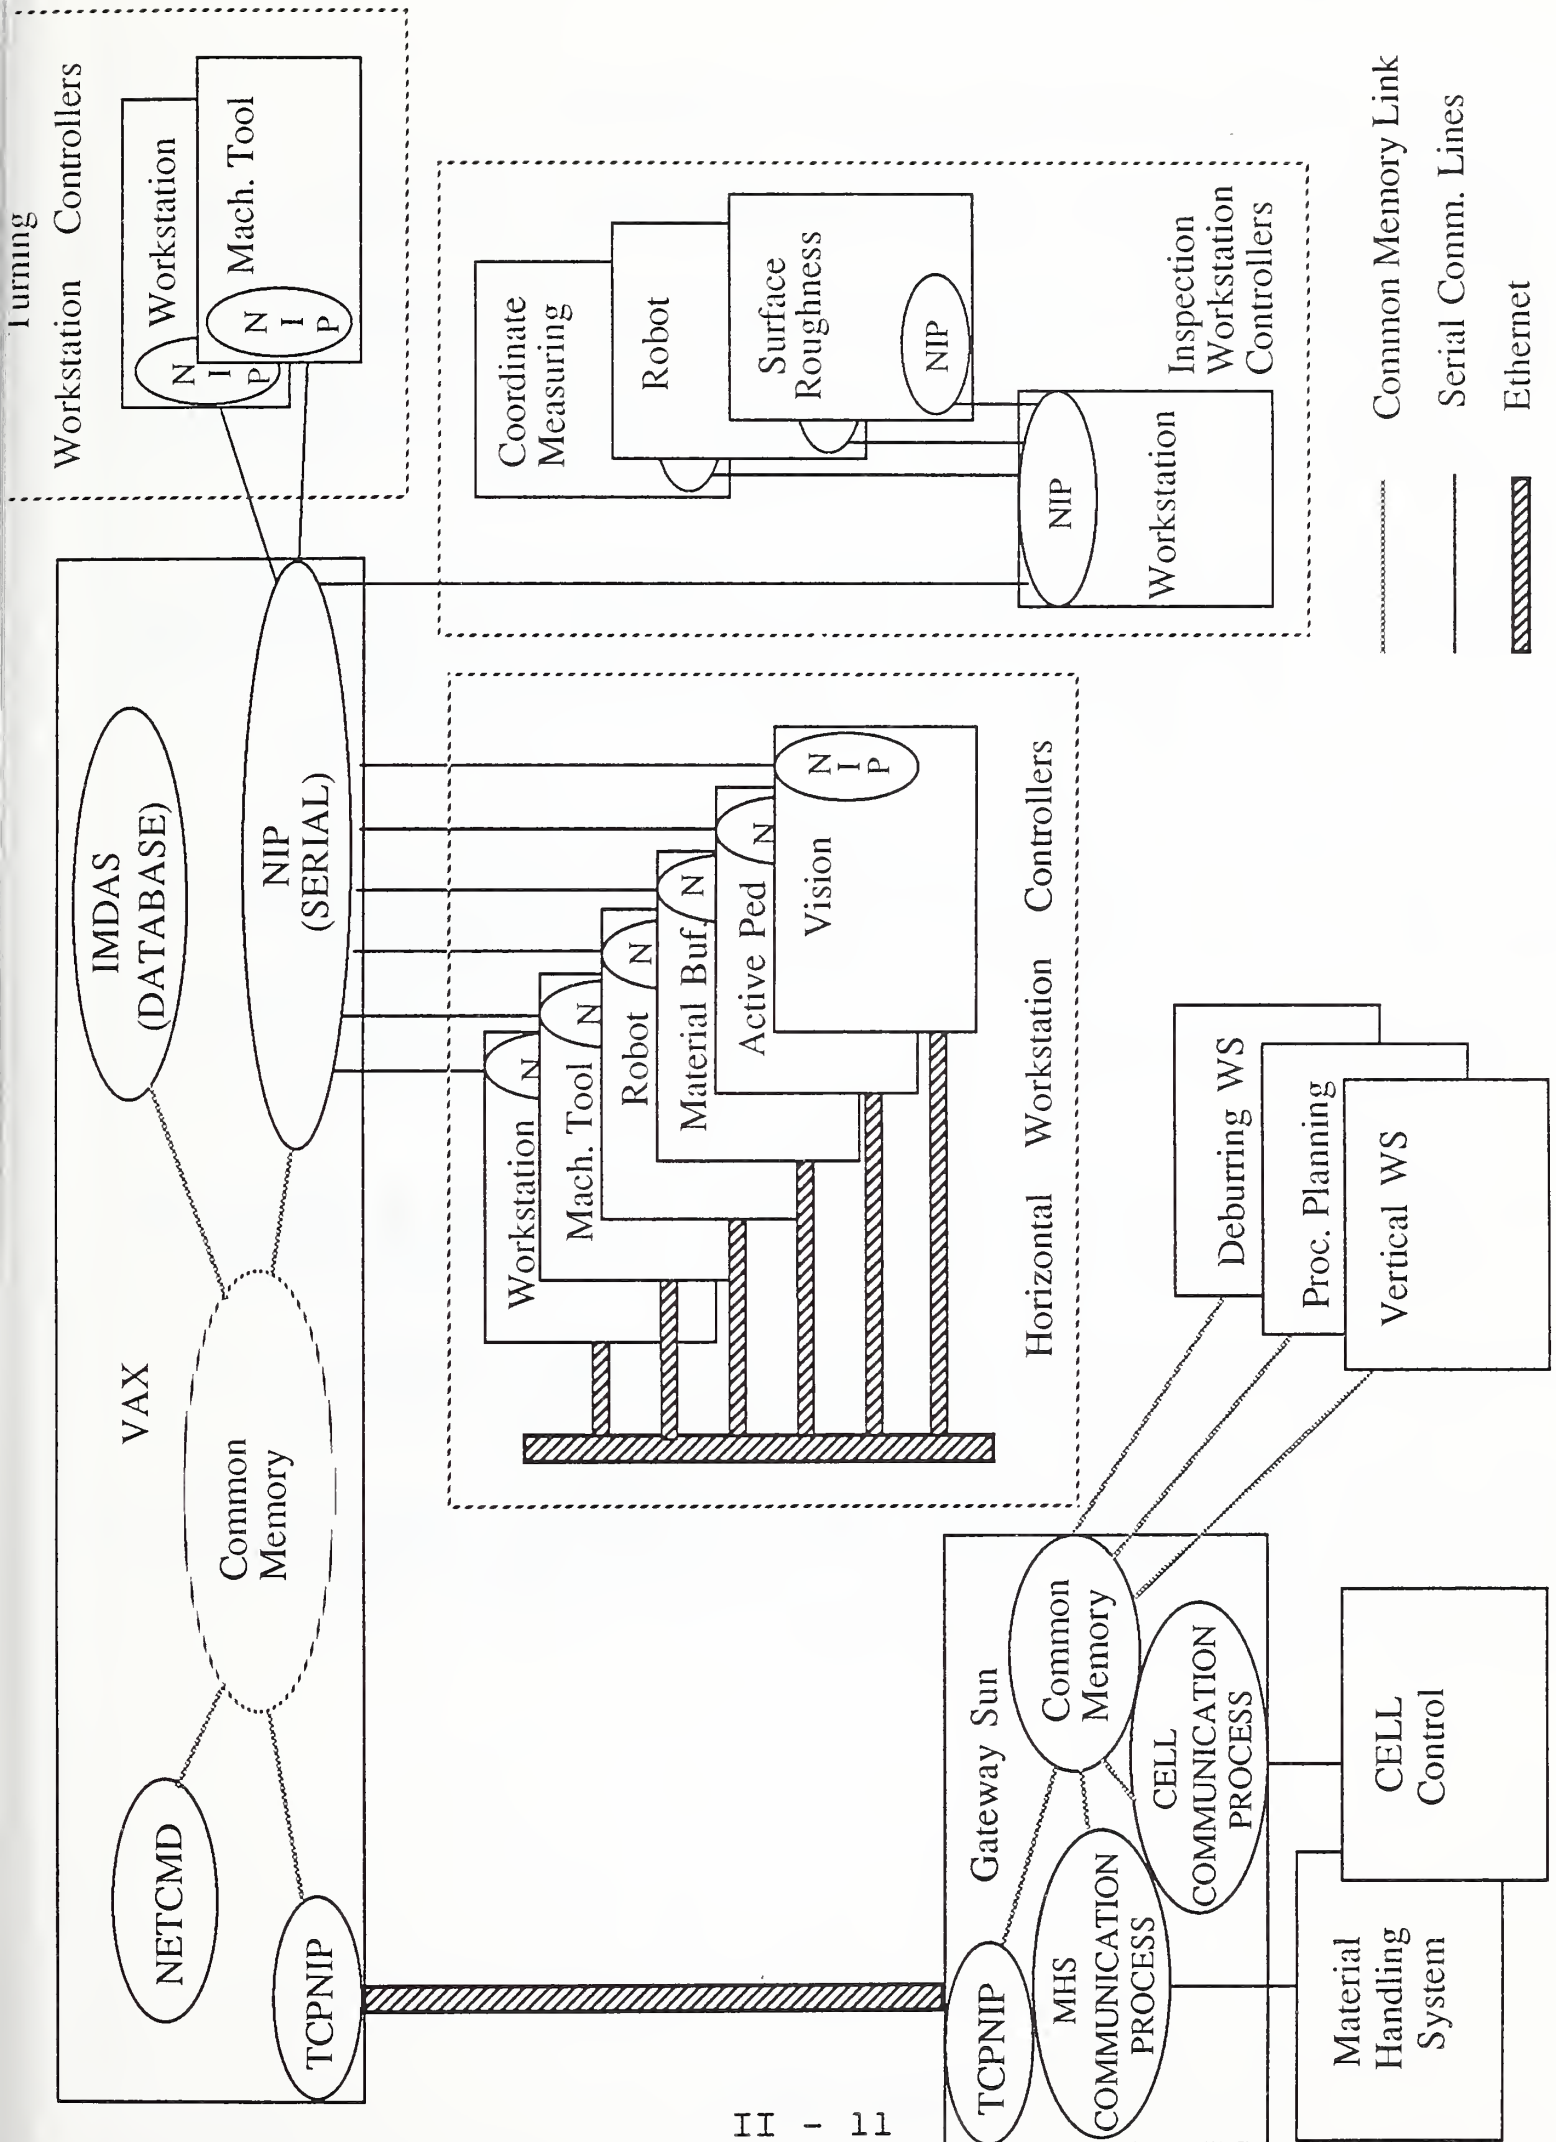 Turning
Workstation Controllers
Workstation
N
I
P
Mach. Tool
N
I
P
VAX
NETCMD
TCPNIP
Common
Memory
IMDAS
(DATABASE)
NIP
(SERIAL)
Workstation
N
Mach. Tool
N
Robot
N
Material Buf
N
Active Ped
N
Vision
N
I
P
Horizontal Workstation Controllers
Coordinate
Measuring
Robot
Surface
Roughness
NIP
NIP
Workstation
Inspection
Workstation
Controllers
Gateway Sun
TCPNIP
Common
Memory
MHS
COMMUNICATION
PROCESS
CELL
COMMUNICATION
PROCESS
Material
Handling
System
CELL
Control
Deburring WS
Proc. Planning
Vertical WS
Common Memory Link
Serial Comm. Lines
Ethernet
II - 11